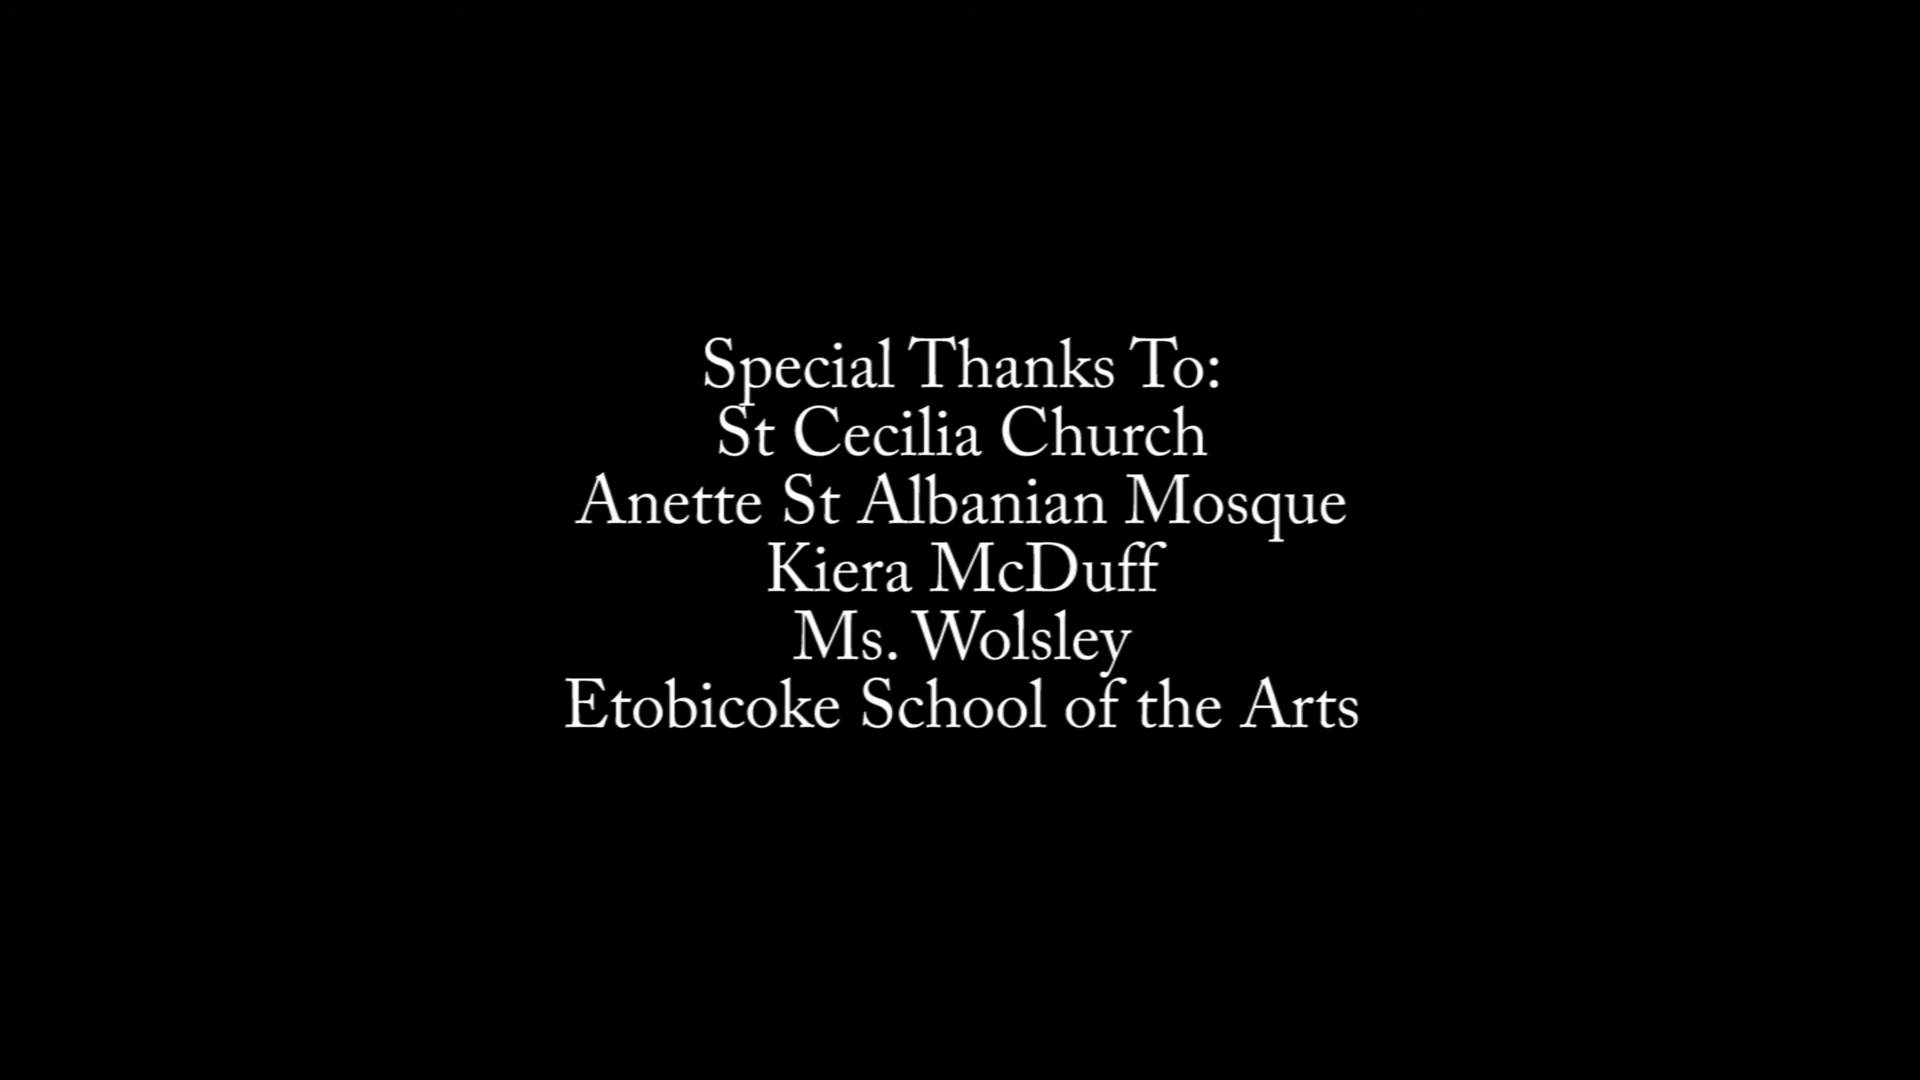 Special Thanks To:
St Cecilia Church
Anette St Albanian Mosque
Kiera McDuff
Ms. Wolsley
Etobicoke School of the Arts